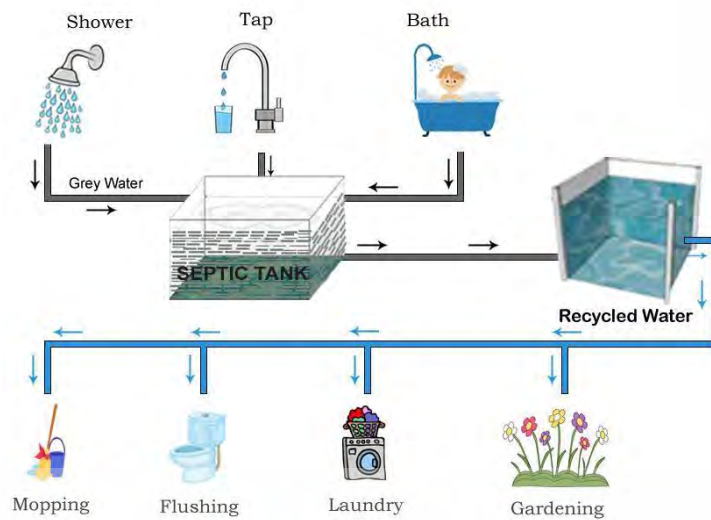 Shower
Tap
Bath
Grey Water
SEPTIC TANK
Recycled Water
Mopping
Flushing
Laundry
Gardening